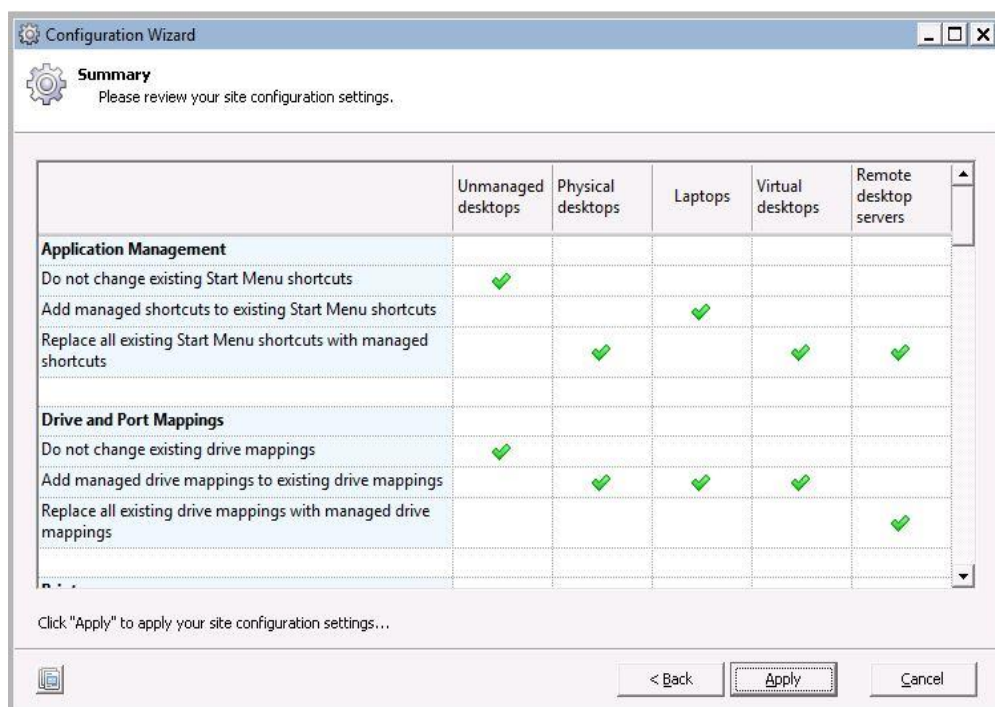 Configuration Wizard
Summary
Please review your site configuration settings.
Unmanaged desktops
Physical desktops
Laptops
Virtual desktops
Remote desktop servers
Application Management
Do not change existing Start Menu shortcuts
Add managed shortcuts to existing Start Menu shortcuts
Replace all existing Start Menu shortcuts with managed
shortcuts
Drive and Port Mappings
Do not change existing drive mappings
Add managed drive mappings to existing drive mappings
Replace all existing drive mappings with managed drive
mappings
Click "Apply" to apply your site configuration settings...
< Back
Apply
Cancel